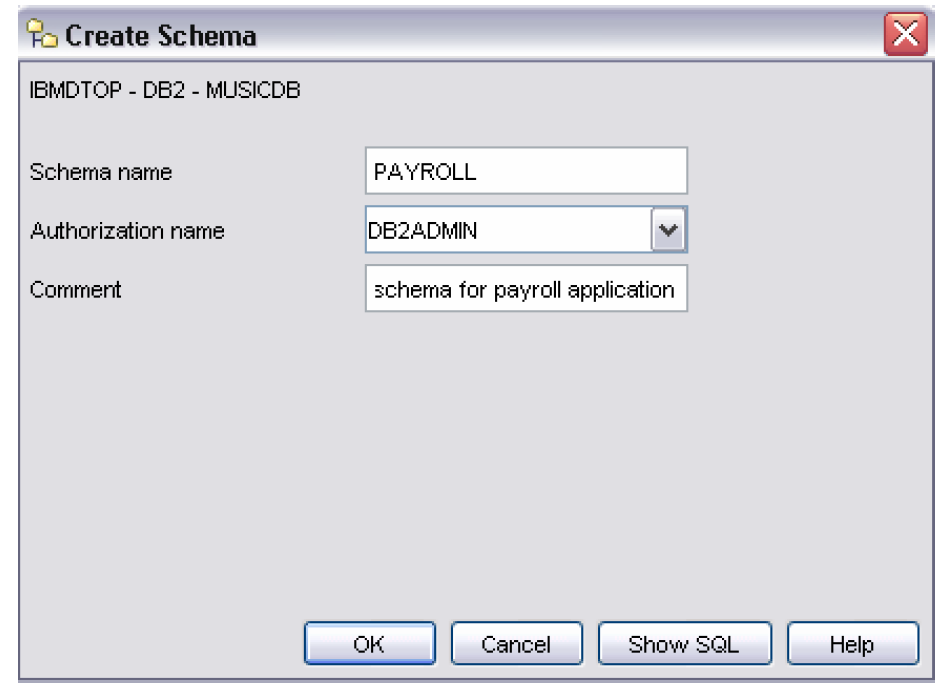 Create Schema
IBMDTOP - DB2 - MUSICDB
Schema name PAYROLL
Authorization name DB2ADMIN
Comment schema for payroll application
OK Cancel Show SQL Help